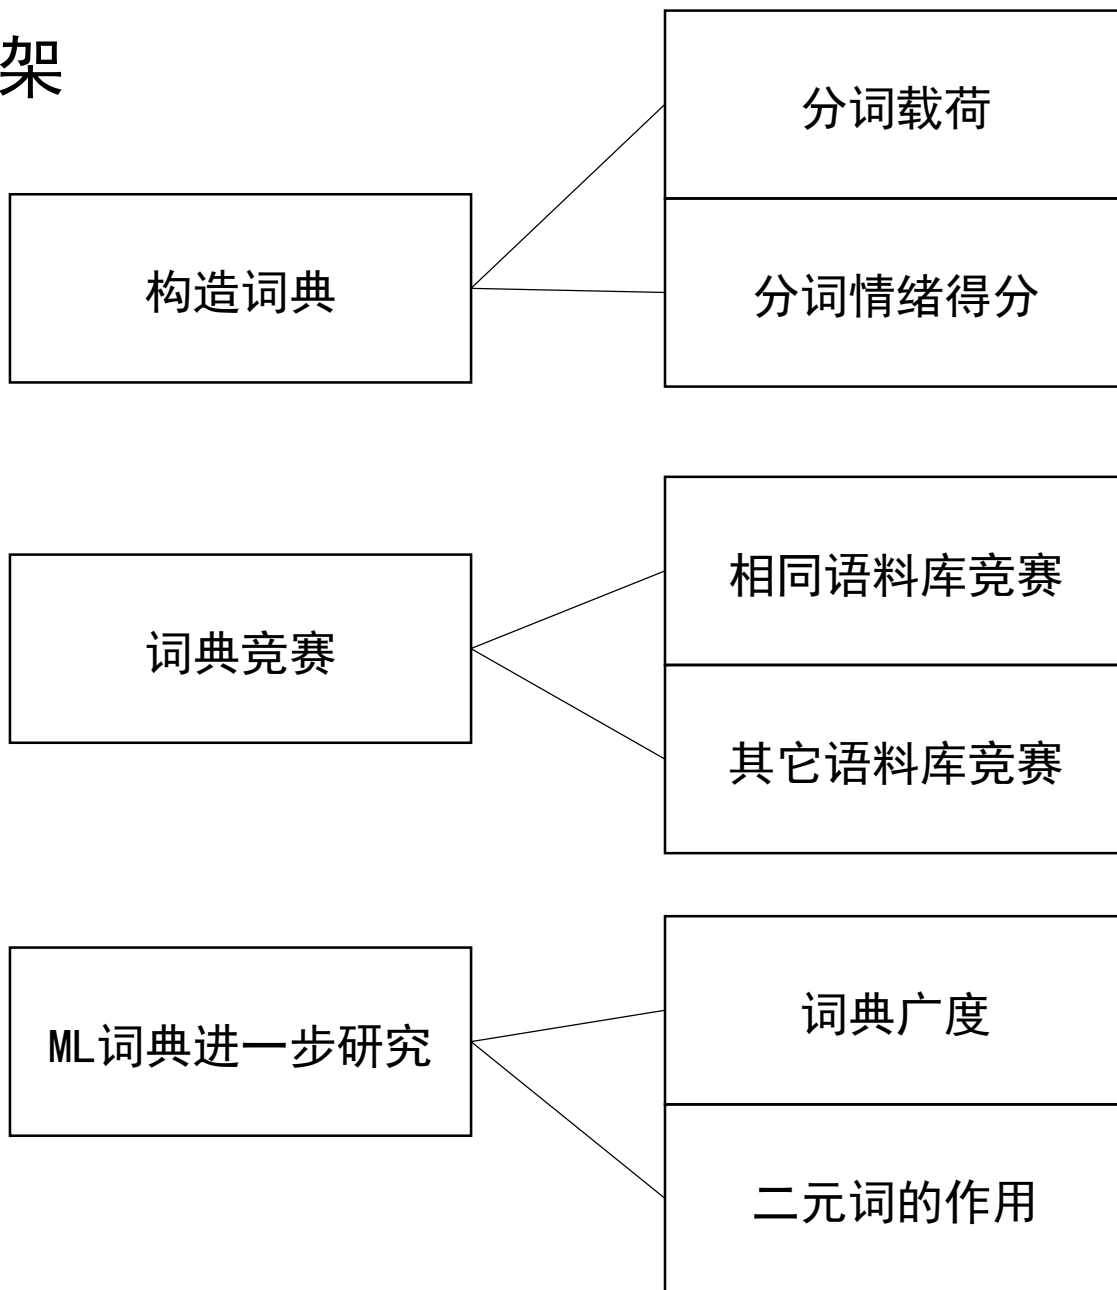 架
构造词典
分词载荷
分词情绪得分
词典竞赛
相同语料库竞赛
其它语料库竞赛
ML词典进一步研究
词典广度
二元词的作用